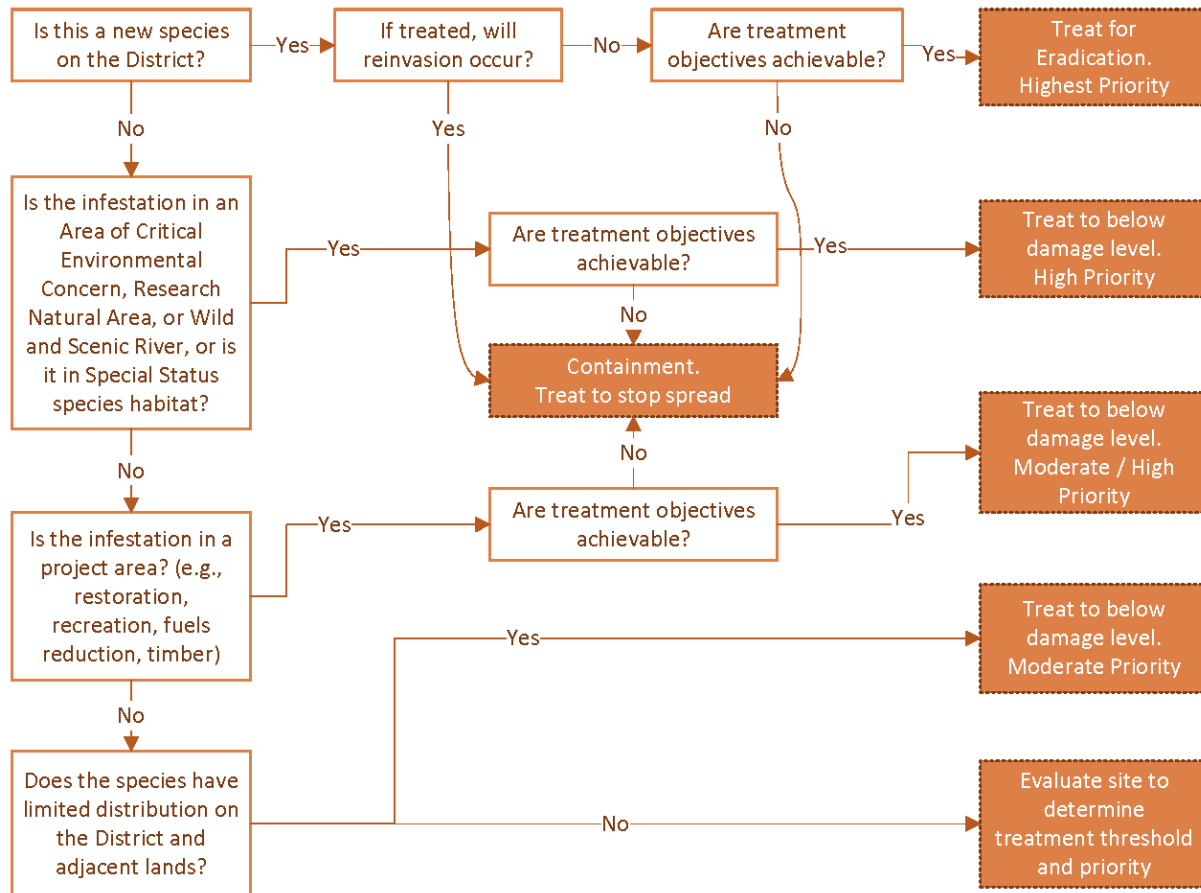 Is this a new species
on the District?
Yes
If treated, will
reinvasion occur?
No
Are treatment
objectives achievable?
Yes
Treat for
Eradication.
Highest Priority
No
Yes
No
Is the infestation in an
Area of Critical
Environmental
Concern, Research
Natural Area, or Wild
and Scenic River, or is
it in Special Status
species habitat?
Yes
Are treatment objectives
achievable?
Yes
Treat to below
damage level.
High Priority
No
Containment.
Treat to stop spread
No
No
Is the infestation in a
project area? (e.g.,
restoration,
recreation, fuels
reduction, timber)
Yes
Are treatment objectives
achievable?
Yes
Treat to below
damage level.
Moderate / High
Priority
No
Does the species have
limited distribution on
the District and
adjacent lands?
Yes
Treat to below
damage level.
Moderate Priority
No
Evaluate site to
determine
treatment threshold
and priority